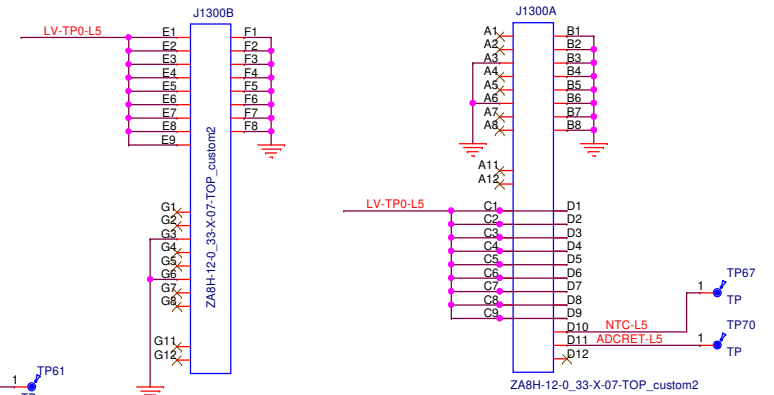 J1300B
LV-TP0-L5
E1
E2
E3
E4
E5
E6
E7
E8
E9
F1
F2
F3
F4
F5
F6
F7
F8
G1
G2
G3
G4
G5
G6
G7
G8
G11
G12
ZA8H-12-0_33-X-07-TOP_custom2
1
TP61
J1300A
A1
A2
A3
A4
A5
A6
A7
A8
A11
A12
B1
B2
B3
B4
B5
B6
B7
B8
LV-TP0-L5
C1
C2
C3
C4
C5
C6
C7
C8
C9
D1
D2
D3
D4
D5
D6
D7
D8
D9
D10
D11
D12
NTC-L5
ADCRET-L5
1
TP67
TP
1
TP70
TP
ZA8H-12-0_33-X-07-TOP_custom2